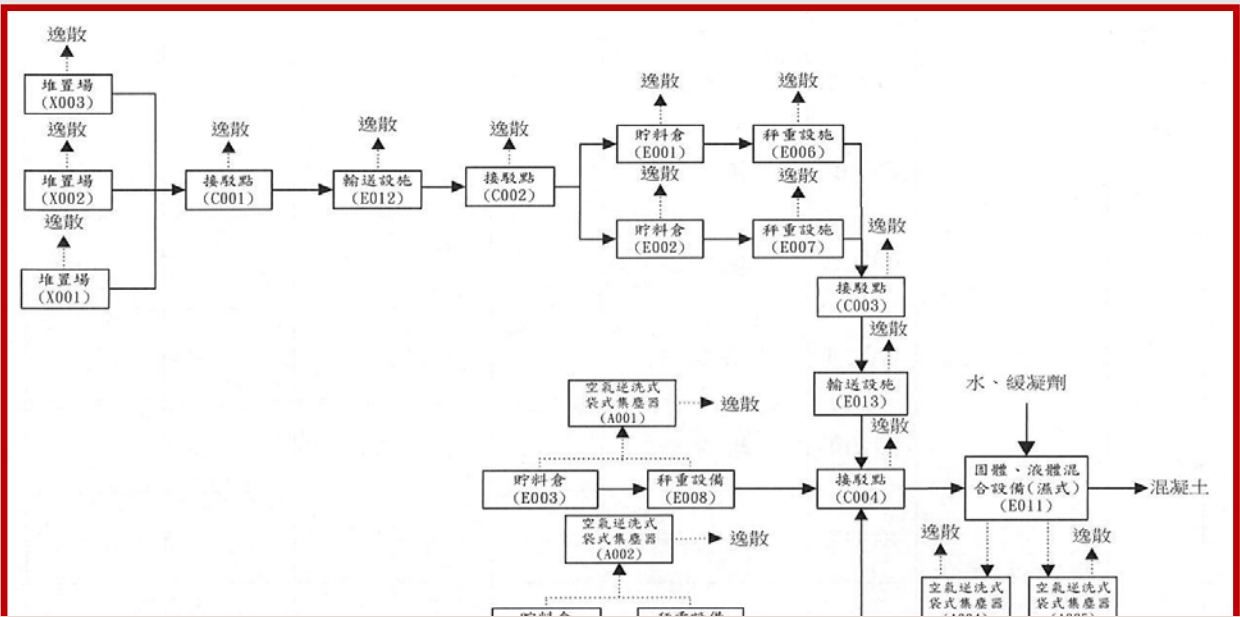 逸散
堆置場
(X003)
逸散
堆置場
(X002)
逸散
堆置場
(X001)
逸散
接駁點
(C001)
逸散
輸送設施
(E012)
逸散
接駁點
(C002)
逸散
貯料倉
(E001)
逸散
秤重設施
(E006)
逸散
貯料倉
(E002)
逸散
秤重設施
(E007)
逸散
接駁點
(C003)
逸散
輸送設施
(E013)
逸散
空氣逆洗式
袋式集塵器
(A001)
逸散
貯料倉
(E003)
秤重設備
(E008)
接駁點
(C004)
水、緩凝劑
固體、液體混
合設備(濕式)
(E011)
混凝土
空氣逆洗式
袋式集塵器
(A002)
逸散
逸散
空氣逆洗式
袋式集塵器
逸散
空氣逆洗式
袋式集塵器